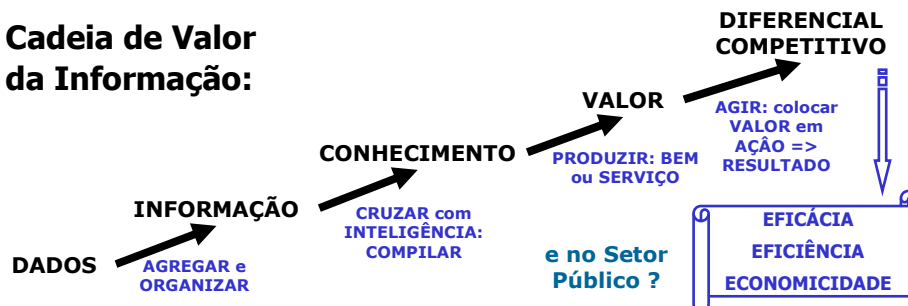 Cadeia de Valor
da Informação:
DADOS
AGREGAR e
ORGANIZAR
INFORMAÇÃO
CRUZAR com
INTELIGÊNCIA:
COMPILAR
CONHECIMENTO
PRODUZIR: BEM
ou SERVIÇO
VALOR
AGIR: colocar
VALOR em
AÇÂO =>
RESULTADO
DIFERENCIAL
COMPETITIVO
e no Setor
Público ?
EFICÁCIA
EFICIÊNCIA
ECONOMICIDADE